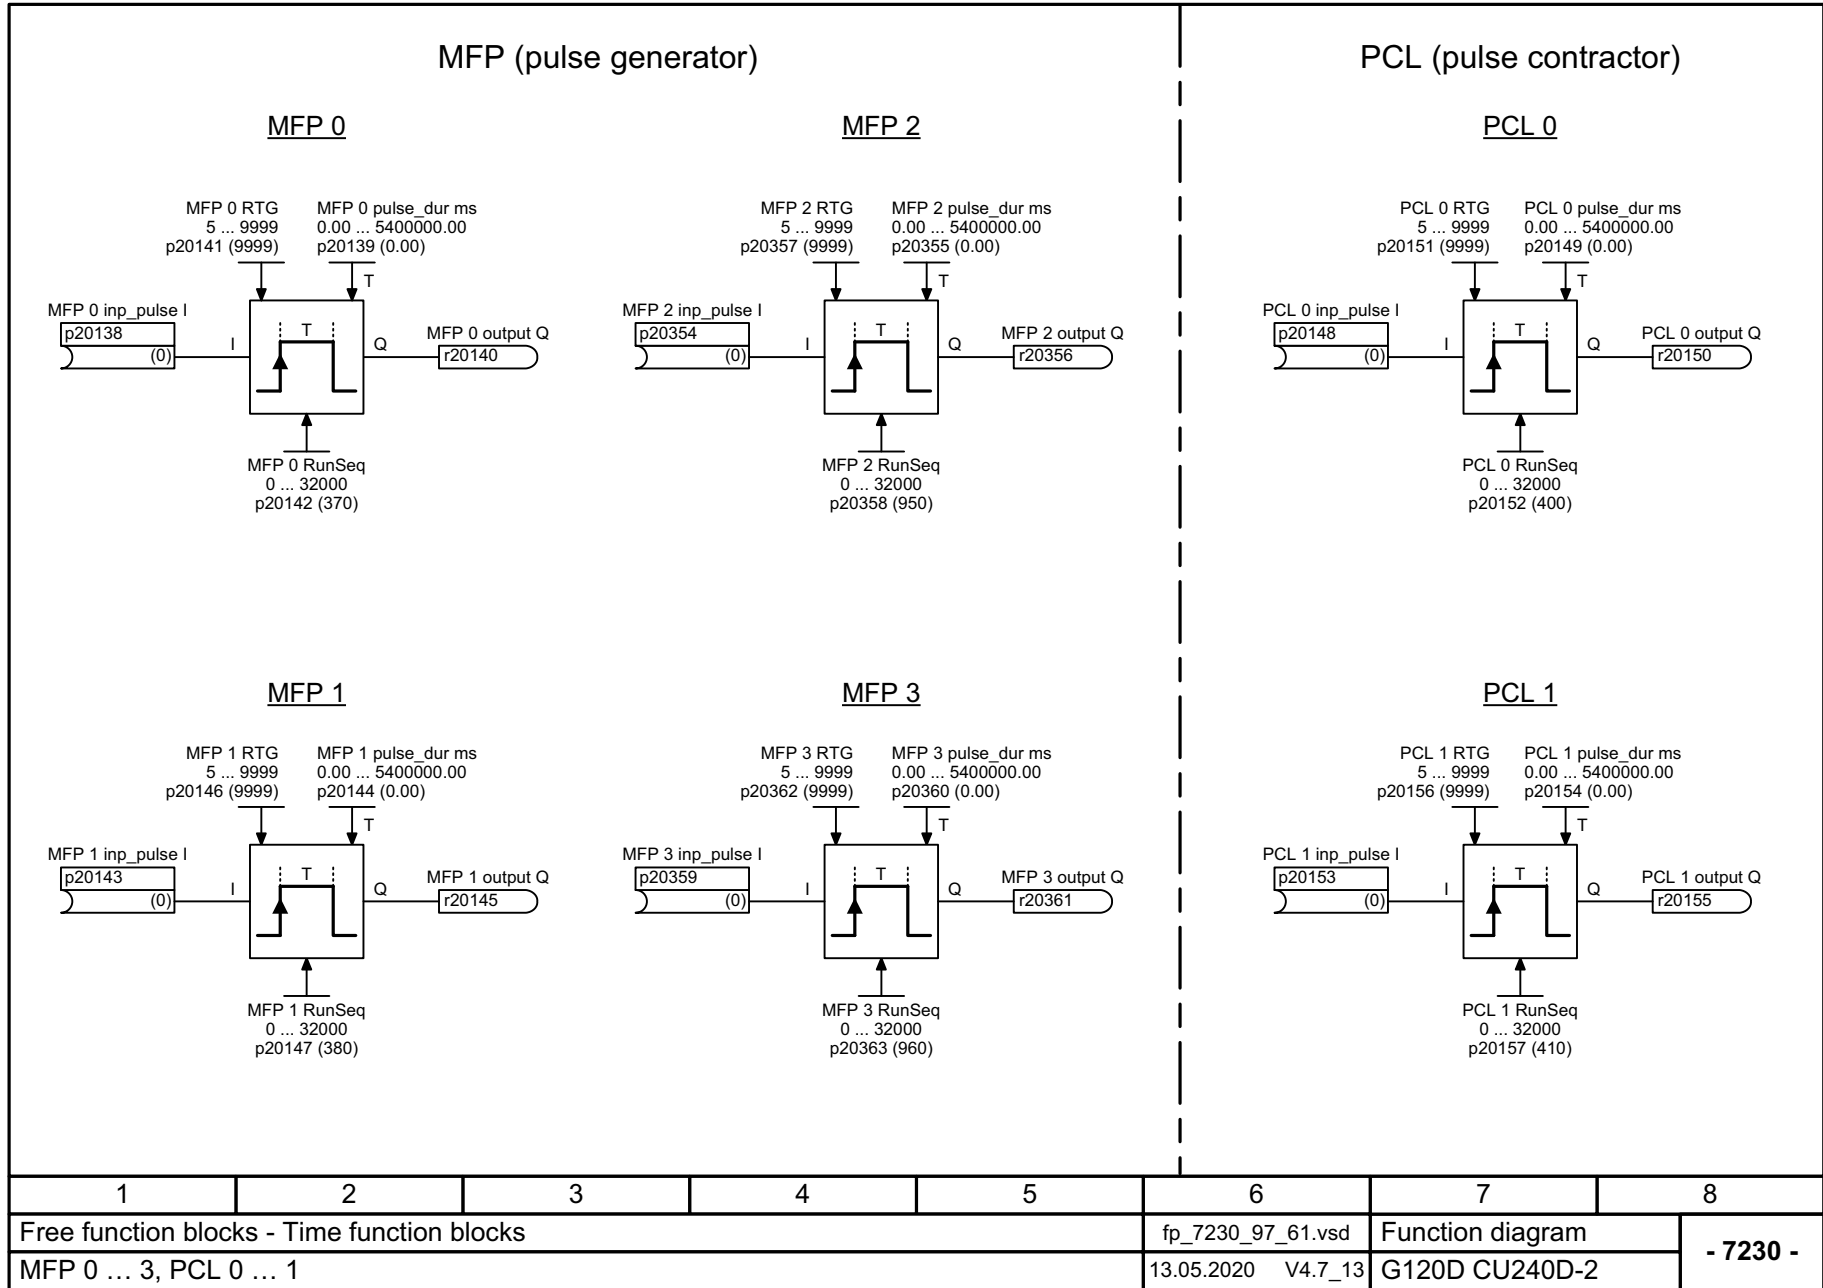 MFP (pulse generator)
PCL (pulse contractor)
MFP 0
MFP 0 RTG
5 ... 9999
p20141 (9999)
MFP 0 pulse_dur ms
0.00 ... 5400000.00
p20139 (0.00)
T
MFP 0 inp_pulse I
p20138
(0)
I
T
Q
MFP 0 output Q
r20140
MFP 0 RunSeq
0 ... 32000
p20142 (370)
MFP 2
MFP 2 RTG
5 ... 9999
p20357 (9999)
MFP 2 pulse_dur ms
0.00 ... 5400000.00
p20355 (0.00)
T
MFP 2 inp_pulse I
p20354
(0)
I
T
Q
MFP 2 output Q
r20356
MFP 2 RunSeq
0 ... 32000
p20358 (950)
PCL 0
PCL 0 RTG
5 ... 9999
p20151 (9999)
PCL 0 pulse_dur ms
0.00 ... 5400000.00
p20149 (0.00)
T
PCL 0 inp_pulse I
p20148
(0)
I
T
Q
PCL 0 output Q
r20150
PCL 0 RunSeq
0 ... 32000
p20152 (400)
MFP 1
MFP 1 RTG
5 ... 9999
p20146 (9999)
MFP 1 pulse_dur ms
0.00 ... 5400000.00
p20144 (0.00)
T
MFP 1 inp_pulse I
p20143
(0)
I
T
Q
MFP 1 output Q
r20145
MFP 1 RunSeq
0 ... 32000
p20147 (380)
MFP 3
MFP 3 RTG
5 ... 9999
p20362 (9999)
MFP 3 pulse_dur ms
0.00 ... 5400000.00
p20360 (0.00)
T
MFP 3 inp_pulse I
p20359
(0)
I
T
Q
MFP 3 output Q
r20361
MFP 3 RunSeq
0 ... 32000
p20363 (960)
PCL 1
PCL 1 RTG
5 ... 9999
p20156 (9999)
PCL 1 pulse_dur ms
0.00 ... 5400000.00
p20154 (0.00)
T
PCL 1 inp_pulse I
p20153
(0)
I
T
Q
PCL 1 output Q
r20155
PCL 1 RunSeq
0 ... 32000
p20157 (410)
1 2 3 4 5 6 7 8
Free function blocks - Time function blocks
fp_7230_97_61.vsd
Function diagram
- 7230 -
MFP 0 … 3, PCL 0 … 1
13.05.2020 V4.7_13
G120D CU240D-2